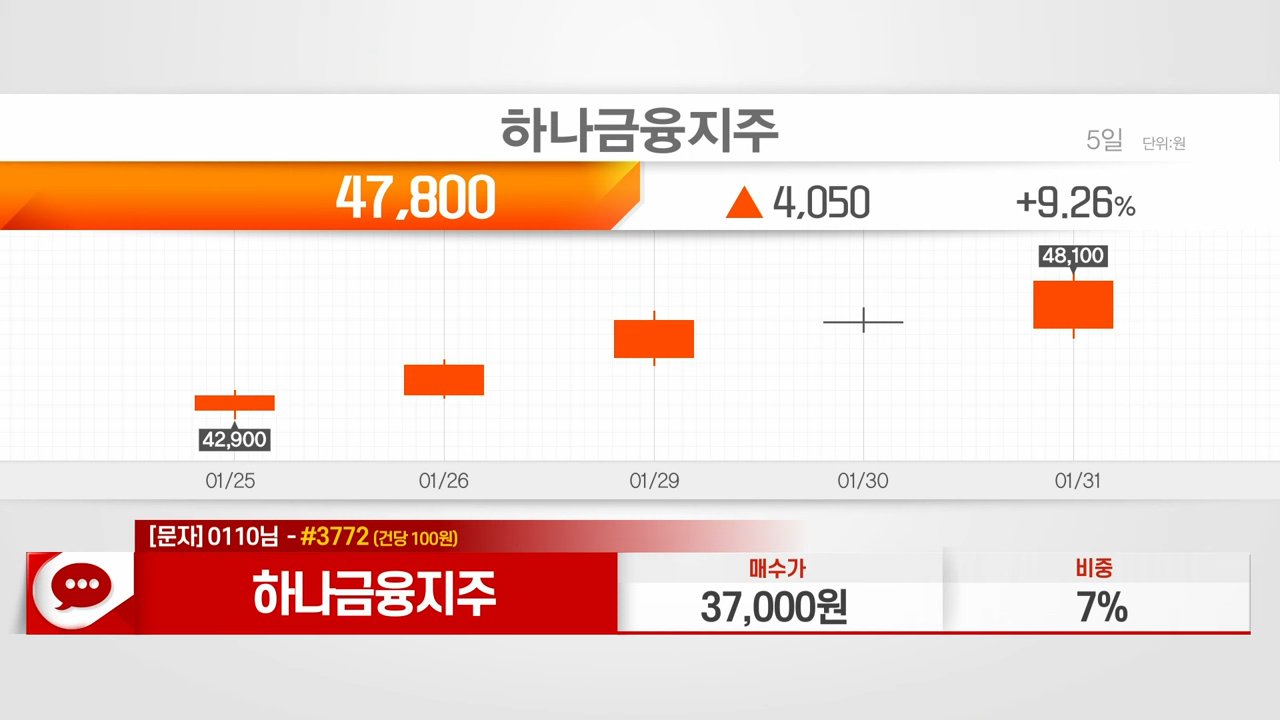 하나금융지주
5일 단위:원
47,800 ▲ 4,050 +9.26%
48,100
42,900
01/25 01/26 01/29 01/30 01/31
[문자] 0110님 - #3772 (건당 100원)
하나금융지주
매수가 비중
37,000원 7%